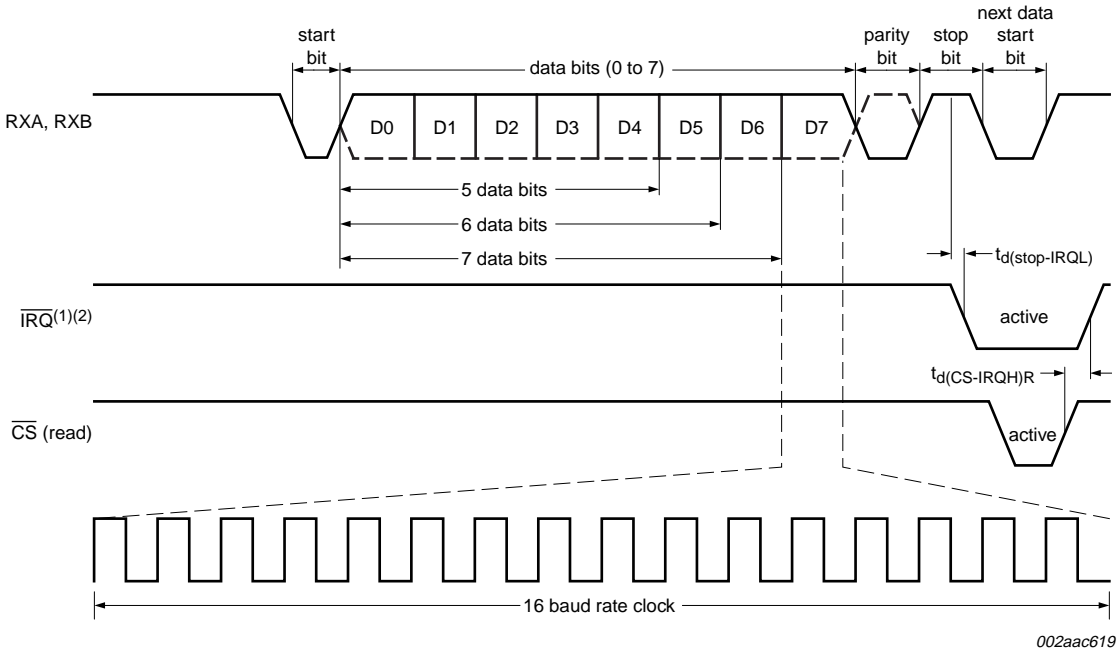 start bit
data bits (0 to 7)
parity bit
stop bit
next data start bit
RXA, RXB
D0 D1 D2 D3 D4 D5 D6 D7
5 data bits
6 data bits
7 data bits
td(stop-IRQL)
IRQ(1)(2)
active
td(CS-IRQH)R
CS (read)
active
16 baud rate clock
002aac619